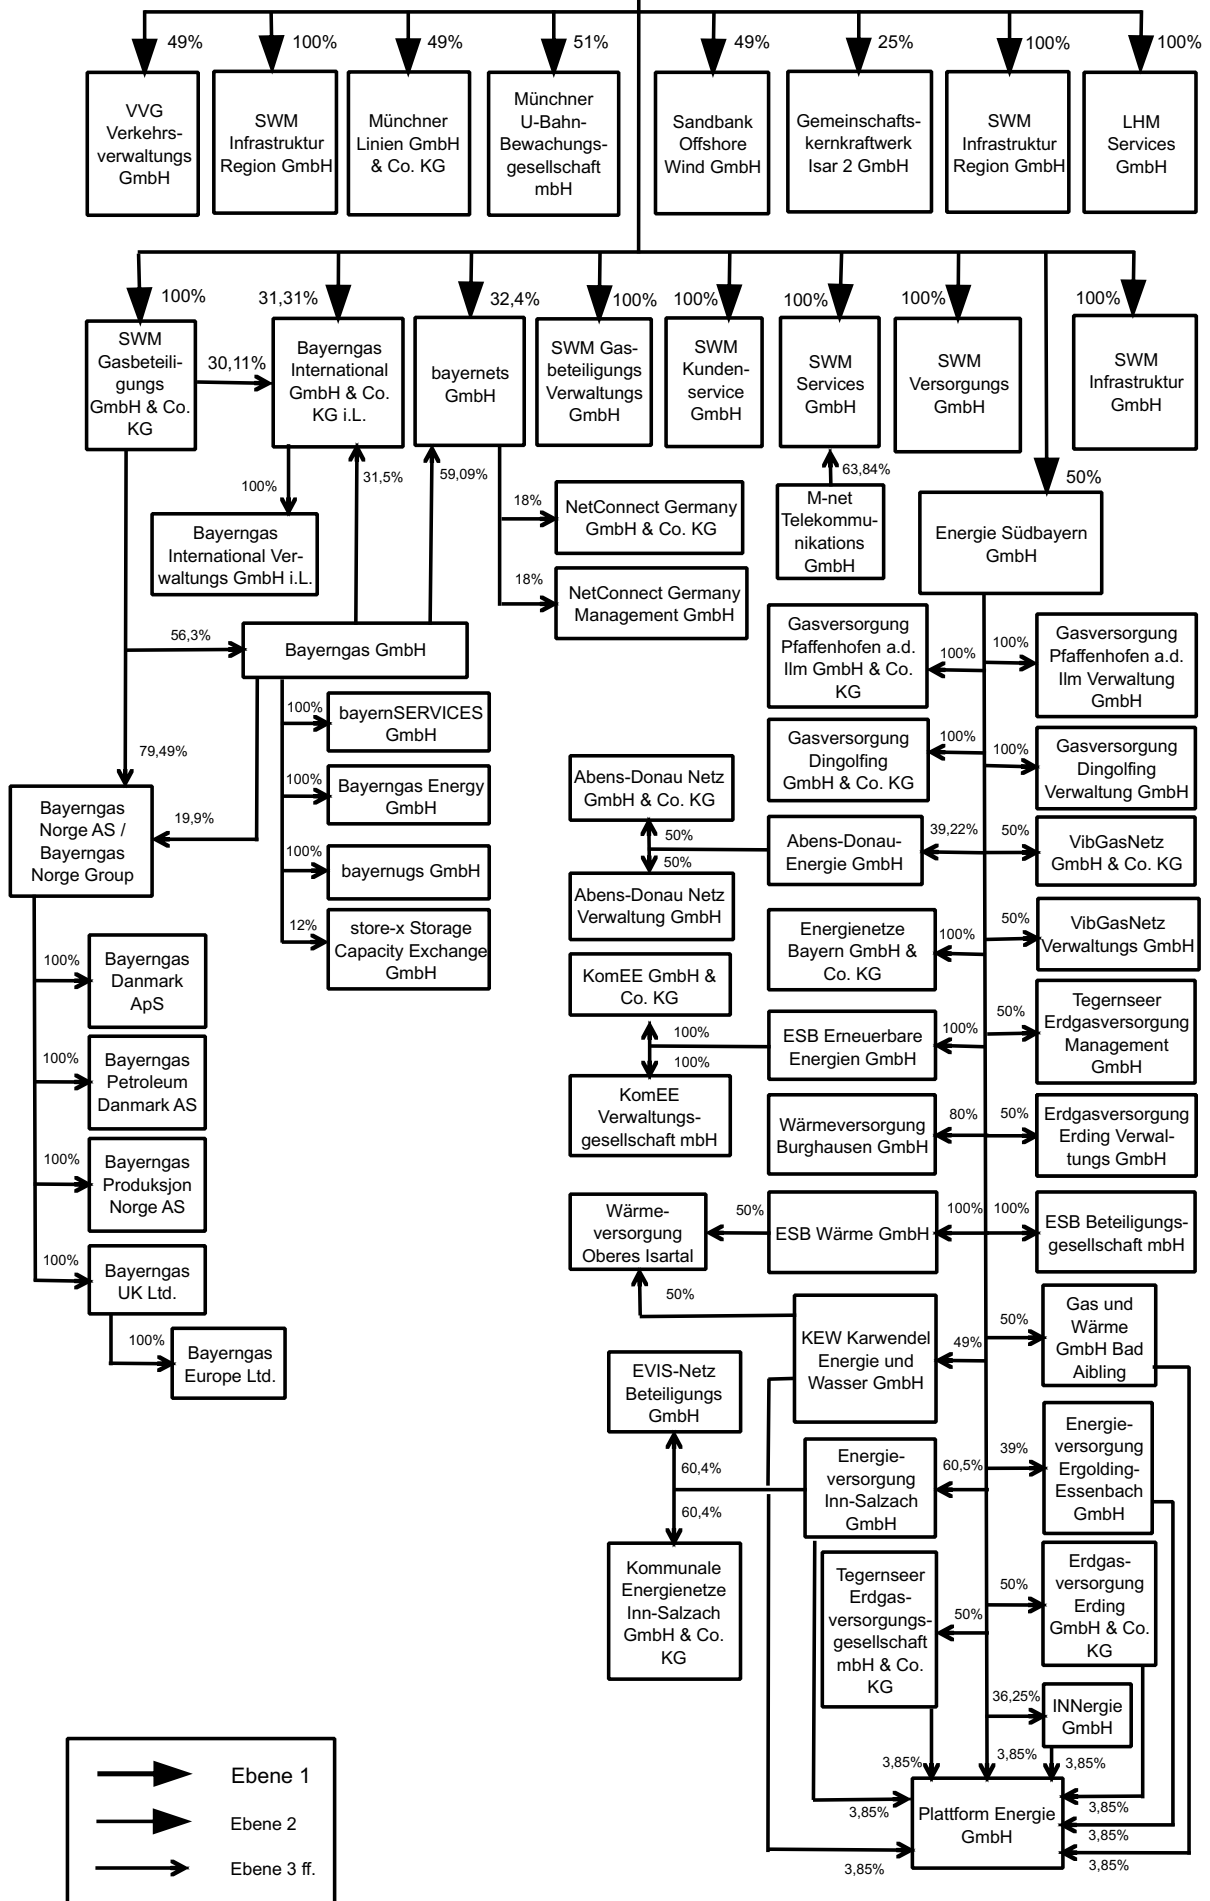 49%
100%
49%
51%
49%
25%
100%
100%
VVG
Verkehrs-
verwaltungs
GmbH
SWM
Infrastruktur
Region GmbH
Münchner
Linien GmbH
& Co. KG
Münchner
U-Bahn-
Bewachungs-
gesellschaft
mbH
Sandbank
Offshore
Wind GmbH
Gemeinschafts-
kernkraftwerk
Isar 2 GmbH
SWM
Infrastruktur
Region GmbH
LHM
Services
GmbH
100%
31,31%
32,4%
100%
100%
100%
100%
100%
SWM
Gasbeteili-
gungs
GmbH & Co.
KG
30,11%
Bayerngas
International
GmbH & Co.
KG i.L.
bayernets
GmbH
SWM Gas-
beteiligungs
Verwaltungs
GmbH
SWM
Kunden-
service
GmbH
SWM
Services
GmbH
SWM
Versorgungs
GmbH
SWM
Infrastruktur
GmbH
100%
31,5%
59,09%
63,84%
50%
Bayerngas
International Ver-
waltungs GmbH i.L.
18%
NetConnect Germany
GmbH & Co. KG
M-net
Telekommu-
nikations
GmbH
Energie Südbayern
GmbH
18%
NetConnect Germany
Management GmbH
56,3%
Bayerngas GmbH
Gasversorgung
Pfaffenhofen a.d.
Ilm GmbH & Co.
KG
100%
100%
Gasversorgung
Pfaffenhofen a.d.
Ilm Verwaltung
GmbH
100%
bayernSERVICES
GmbH
79,49%
Gasversorgung
Dingolfing
GmbH & Co. KG
100%
100%
Gasversorgung
Dingolfing
Verwaltung GmbH
100%
Bayerngas Energy
GmbH
Abens-Donau Netz
GmbH & Co. KG
Bayerngas
Norge AS /
Bayerngas
Norge Group
19,9%
50%
50%
Abens-Donau-
Energie GmbH
39,22%
50%
VibGasNetz
GmbH & Co. KG
100%
bayernugs GmbH
Abens-Donau Netz
Verwaltung GmbH
12%
store-x Storage
Capacity Exchange
GmbH
Energienetze
Bayern GmbH &
Co. KG
100%
50%
VibGasNetz
Verwaltungs GmbH
100%
Bayerngas
Danmark
ApS
KomEE GmbH &
Co. KG
100%
100%
ESB Erneuerbare
Energien GmbH
100%
50%
Tegernseer
Erdgasversorgung
Management
GmbH
100%
Bayerngas
Petroleum
Danmark AS
KomEE
Verwaltungs-
gesellschaft mbH
Wärmeversorgung
Burghausen GmbH
80%
50%
Erdgasversorgung
Erding Verwal-
tungs GmbH
100%
Bayerngas
Produksjon
Norge AS
Wärme-
versorgung
Oberes Isartal
50%
ESB Wärme GmbH
100%
100%
ESB Beteiligungs-
gesellschaft mbH
100%
Bayerngas
UK Ltd.
50%
KEW Karwendel
Energie und
Wasser GmbH
49%
50%
Gas und
Wärme
GmbH Bad
Aibling
100%
Bayerngas
Europe Ltd.
EVIS-Netz
Beteiligungs
GmbH
60,4%
60,4%
Energie-
versorgung
Inn-Salzach
GmbH
60,5%
39%
Energie-
versorgung
Ergolding-
Essenbach
GmbH
Kommunale
Energienetze
Inn-Salzach
GmbH & Co.
KG
Tegernseer
Erdgas-
versorgungs-
gesellschaft
mbH & Co.
KG
50%
50%
Erdgas-
versorgung
Erding
GmbH & Co.
KG
36,25%
INNergie
GmbH
3,85%
3,85%
3,85%
3,85%
3,85%
Plattform Energie
GmbH
3,85%
3,85%
3,85%
Ebene 1
Ebene 2
Ebene 3 ff.